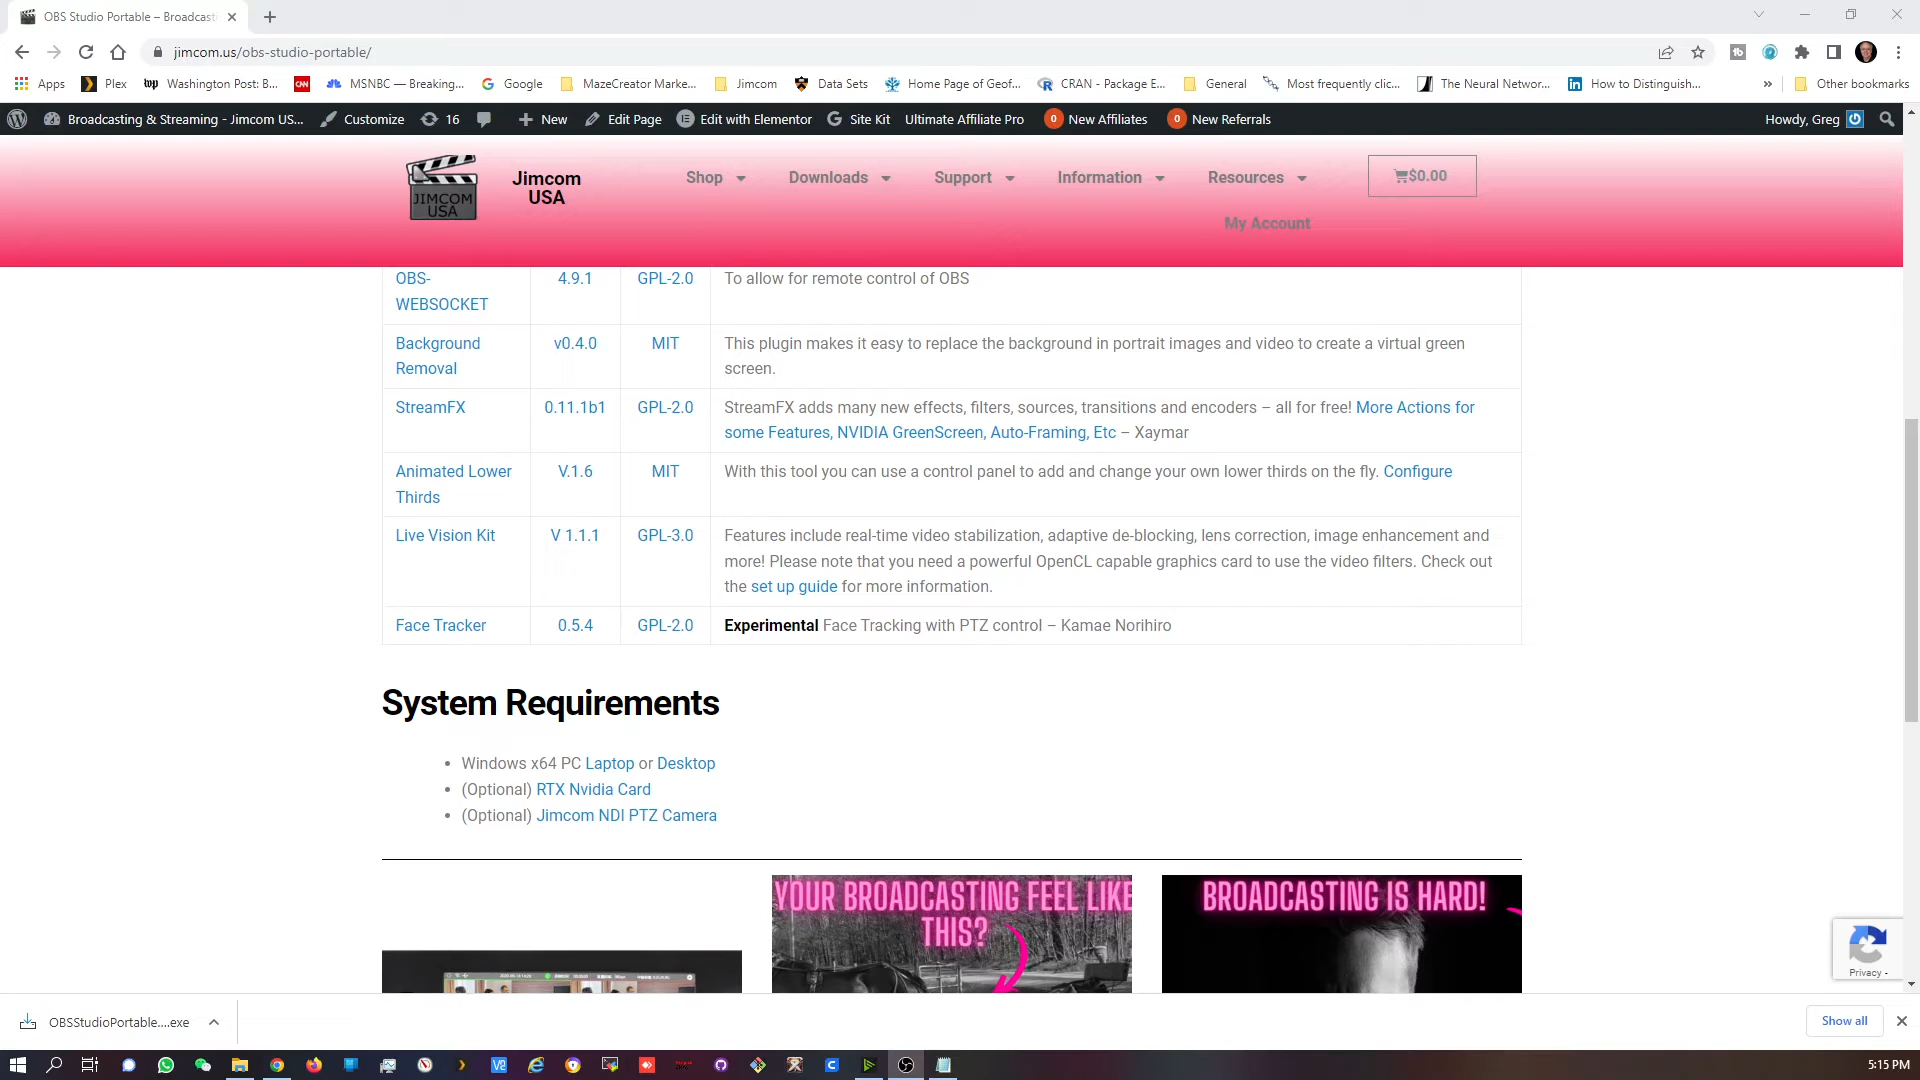 OBS Studio Portable – Broadcasti
jimcom.us/obs-studio-portable/
Apps
Plex
wp Washington Post: B...
CNN
MSNBC — Breaking...
Google
MazeCreator Marke...
Jimcom
Data Sets
Home Page of Geof...
CRAN - Package E...
General
Most frequently clic...
The Neural Networ...
How to Distinguish...
»
Other bookmarks
Broadcasting & Streaming - Jimcom US...
Customize
16
New
Edit Page
Edit with Elementor
Site Kit
Ultimate Affiliate Pro
0 New Affiliates
0 New Referrals
Howdy, Greg
JIMCOM
USA
Jimcom
USA
Shop
Downloads
Support
Information
Resources
$0.00
My Account
OBS-
WEBSOCKET
4.9.1
GPL-2.0
To allow for remote control of OBS
Background
Removal
v0.4.0
MIT
This plugin makes it easy to replace the background in portrait images and video to create a virtual green
screen.
StreamFX
0.11.1b1
GPL-2.0
StreamFX adds many new effects, filters, sources, transitions and encoders – all for free! More Actions for
some Features, NVIDIA GreenScreen, Auto-Framing, Etc – Xaymar
Animated Lower
Thirds
V.1.6
MIT
With this tool you can use a control panel to add and change your own lower thirds on the fly. Configure
Live Vision Kit
V 1.1.1
GPL-3.0
Features include real-time video stabilization, adaptive de-blocking, lens correction, image enhancement and
more! Please note that you need a powerful OpenCL capable graphics card to use the video filters. Check out
the set up guide for more information.
Face Tracker
0.5.4
GPL-2.0
Experimental Face Tracking with PTZ control – Kamae Norihiro
System Requirements
• Windows x64 PC Laptop or Desktop
• (Optional) RTX Nvidia Card
• (Optional) Jimcom NDI PTZ Camera
YOUR BROADCASTING FEEL LIKE
THIS?
BROADCASTING IS HARD!
Privacy -
OBSStudioPortable....exe
Show all
5:15 PM